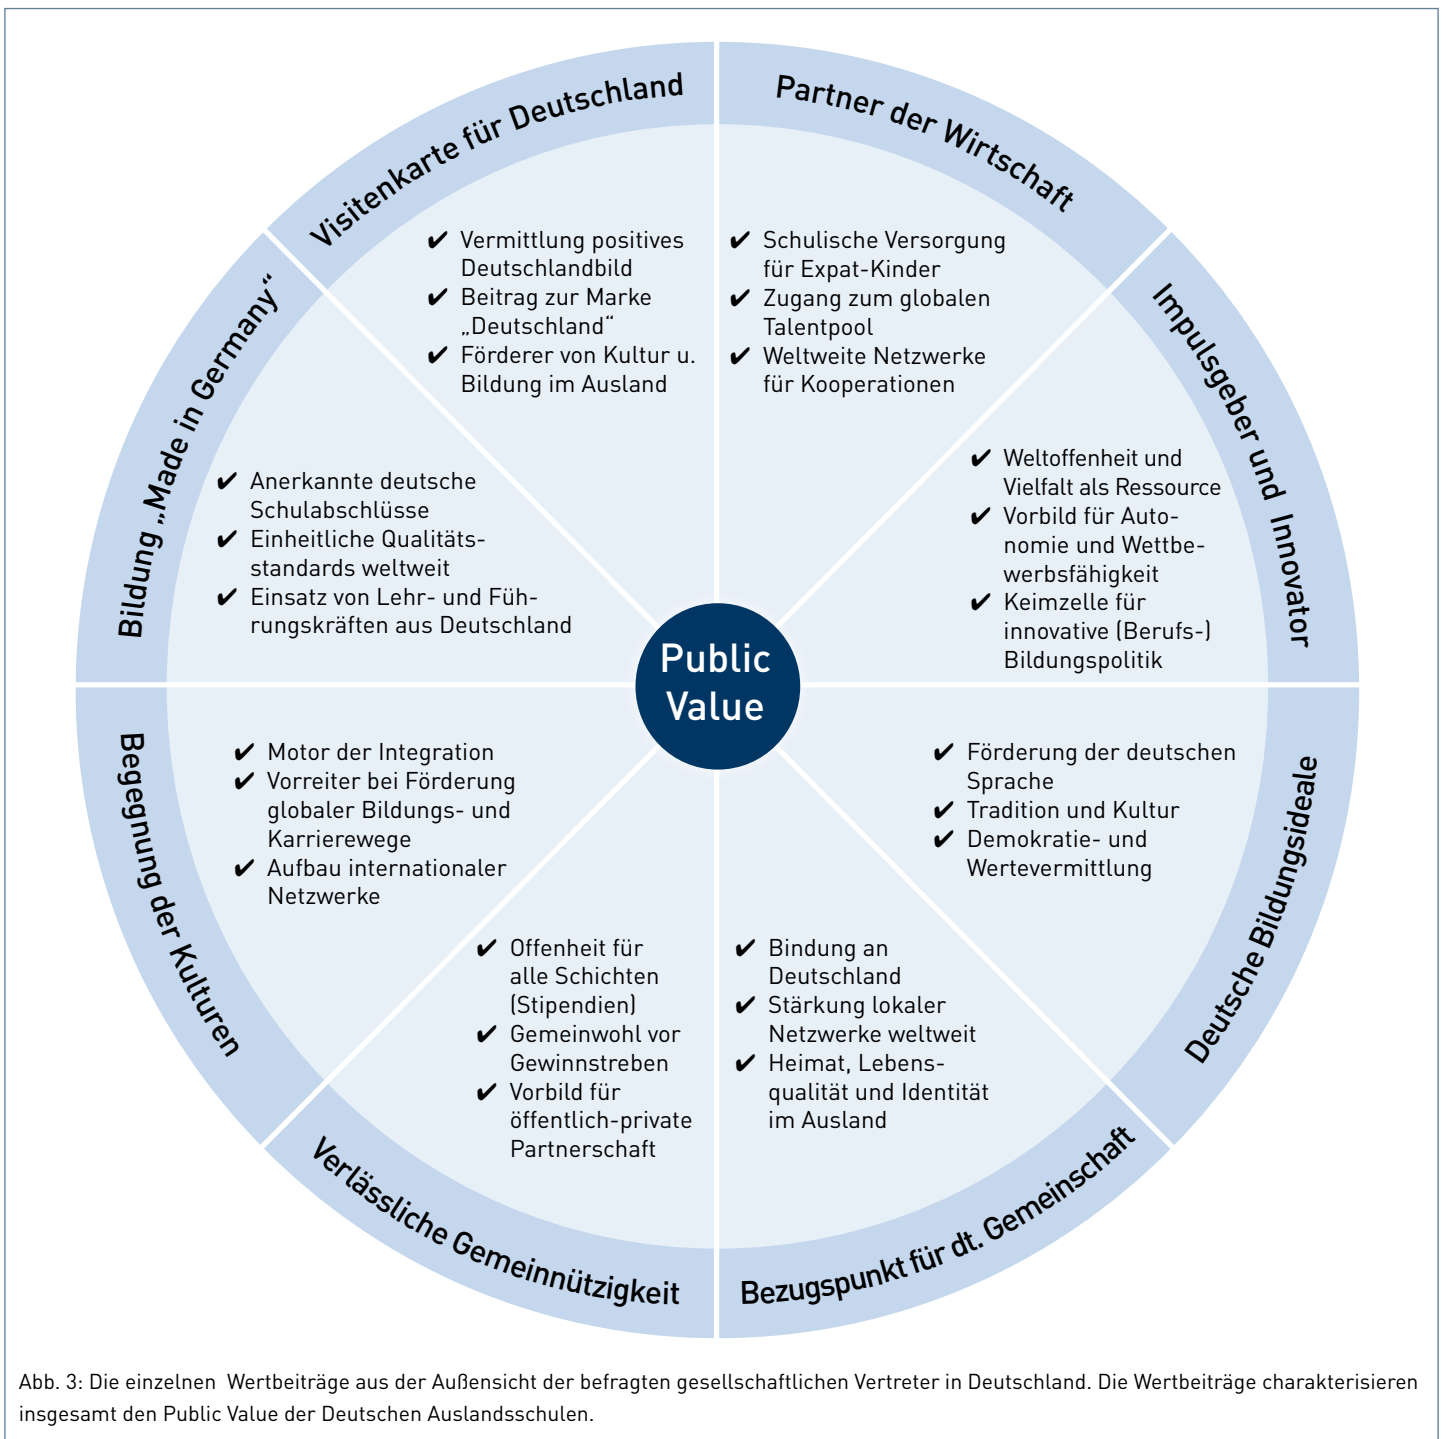 Visitenkarte für Deutschland
✔ Vermittlung positives
Deutschlandbild
✔ Beitrag zur Marke
„Deutschland“
✔ Förderer von Kultur u.
Bildung im Ausland
Partner der Wirtschaft
✔ Schulische Versorgung
für Expat-Kinder
✔ Zugang zum globalen
Talentpool
✔ Weltweite Netzwerke
für Kooperationen
Impulsgeber und Innovator
✔ Weltoffenheit und
Vielfalt als Ressource
✔ Vorbild für Auto-
nomie und Wettbe-
werbsfähigkeit
✔ Keimzelle für
innovative (Berufs-)
Bildungspolitik
Deutsche Bildungsideale
✔ Förderung der deutschen
Sprache
✔ Tradition und Kultur
✔ Demokratie- und
Wertevermittlung
Bezugspunkt für dt. Gemeinschaft
✔ Bindung an
Deutschland
✔ Stärkung lokaler
Netzwerke weltweit
✔ Heimat, Lebens-
qualität und Identität
im Ausland
Verlässliche Gemeinnützigkeit
✔ Offenheit für
alle Schichten
(Stipendien)
✔ Gemeinwohl vor
Gewinnstreben
✔ Vorbild für
öffentlich-private
Partnerschaft
Begegnung der Kulturen
✔ Motor der Integration
✔ Vorreiter bei Förderung
globaler Bildungs- und
Karrierewege
✔ Aufbau internationaler
Netzwerke
Bildung „Made in Germany“
✔ Anerkannte deutsche
Schulabschlüsse
✔ Einheitliche Qualitäts-
standards weltweit
✔ Einsatz von Lehr- und Füh-
rungskräften aus Deutschland
Public
Value
Abb. 3: Die einzelnen Wertbeiträge aus der Außensicht der befragten gesellschaftlichen Vertreter in Deutschland. Die Wertbeiträge charakterisieren
insgesamt den Public Value der Deutschen Auslandsschulen.